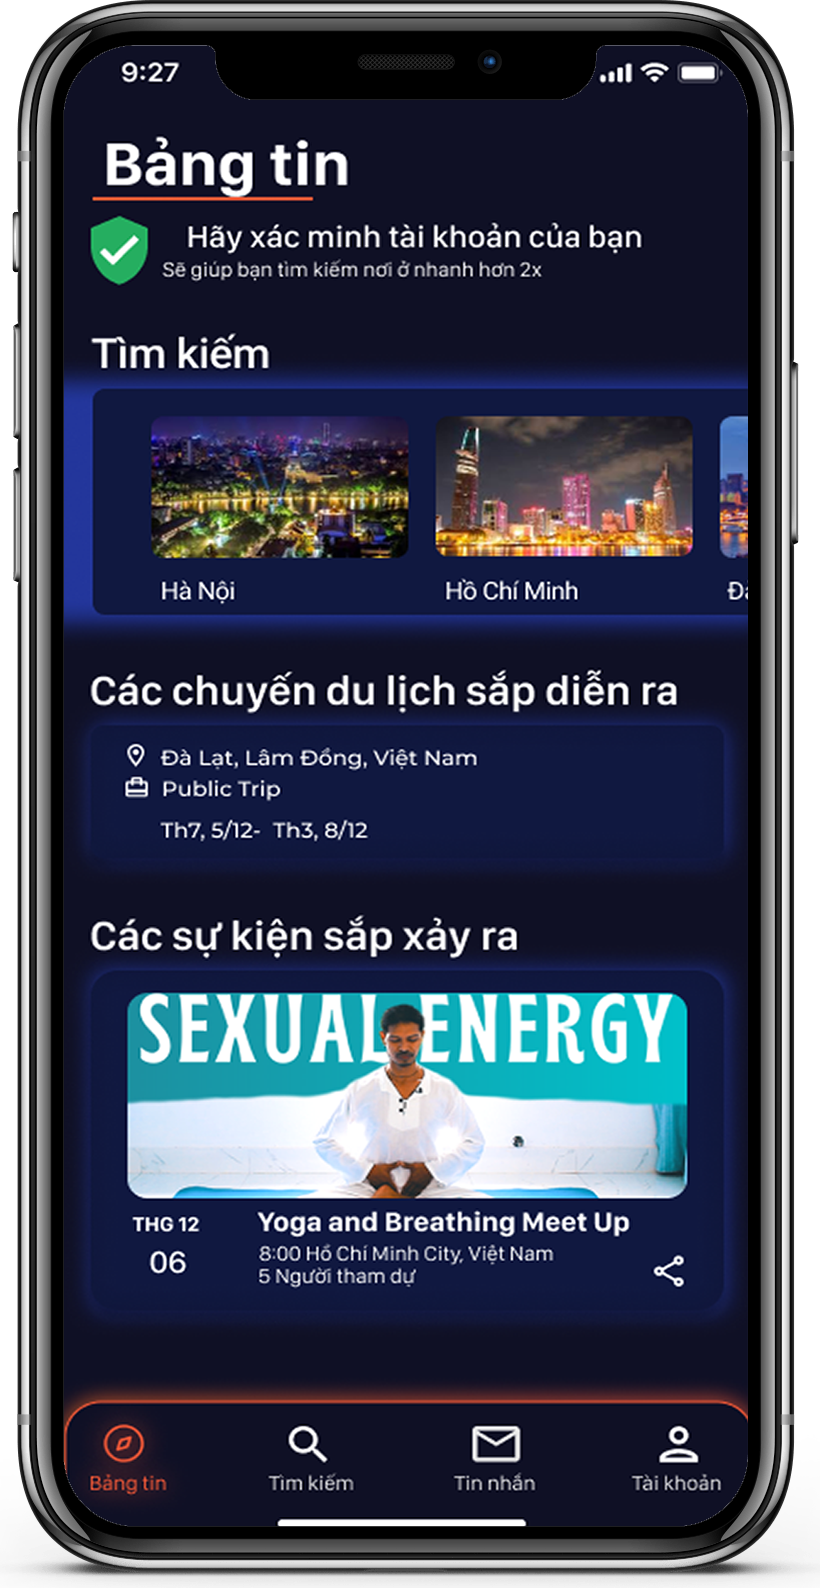 9:27
Bảng tin
Hãy xác minh tài khoản của bạn
Sẽ giúp bạn tìm kiếm nơi ở nhanh hơn 2x
Tìm kiếm
Hà Nội
Hồ Chí Minh
Các chuyến du lịch sắp diễn ra
Đà Lạt, Lâm Đồng, Việt Nam
Public Trip
Th7, 5/12- Th3, 8/12
Các sự kiện sắp xảy ra
SEXUAL ENERGY
THG 12
06
Yoga and Breathing Meet Up
8:00 Hồ Chí Minh City, Việt Nam
5 Người tham dự
Bảng tin
Tìm kiếm
Tin nhắn
Tài khoản